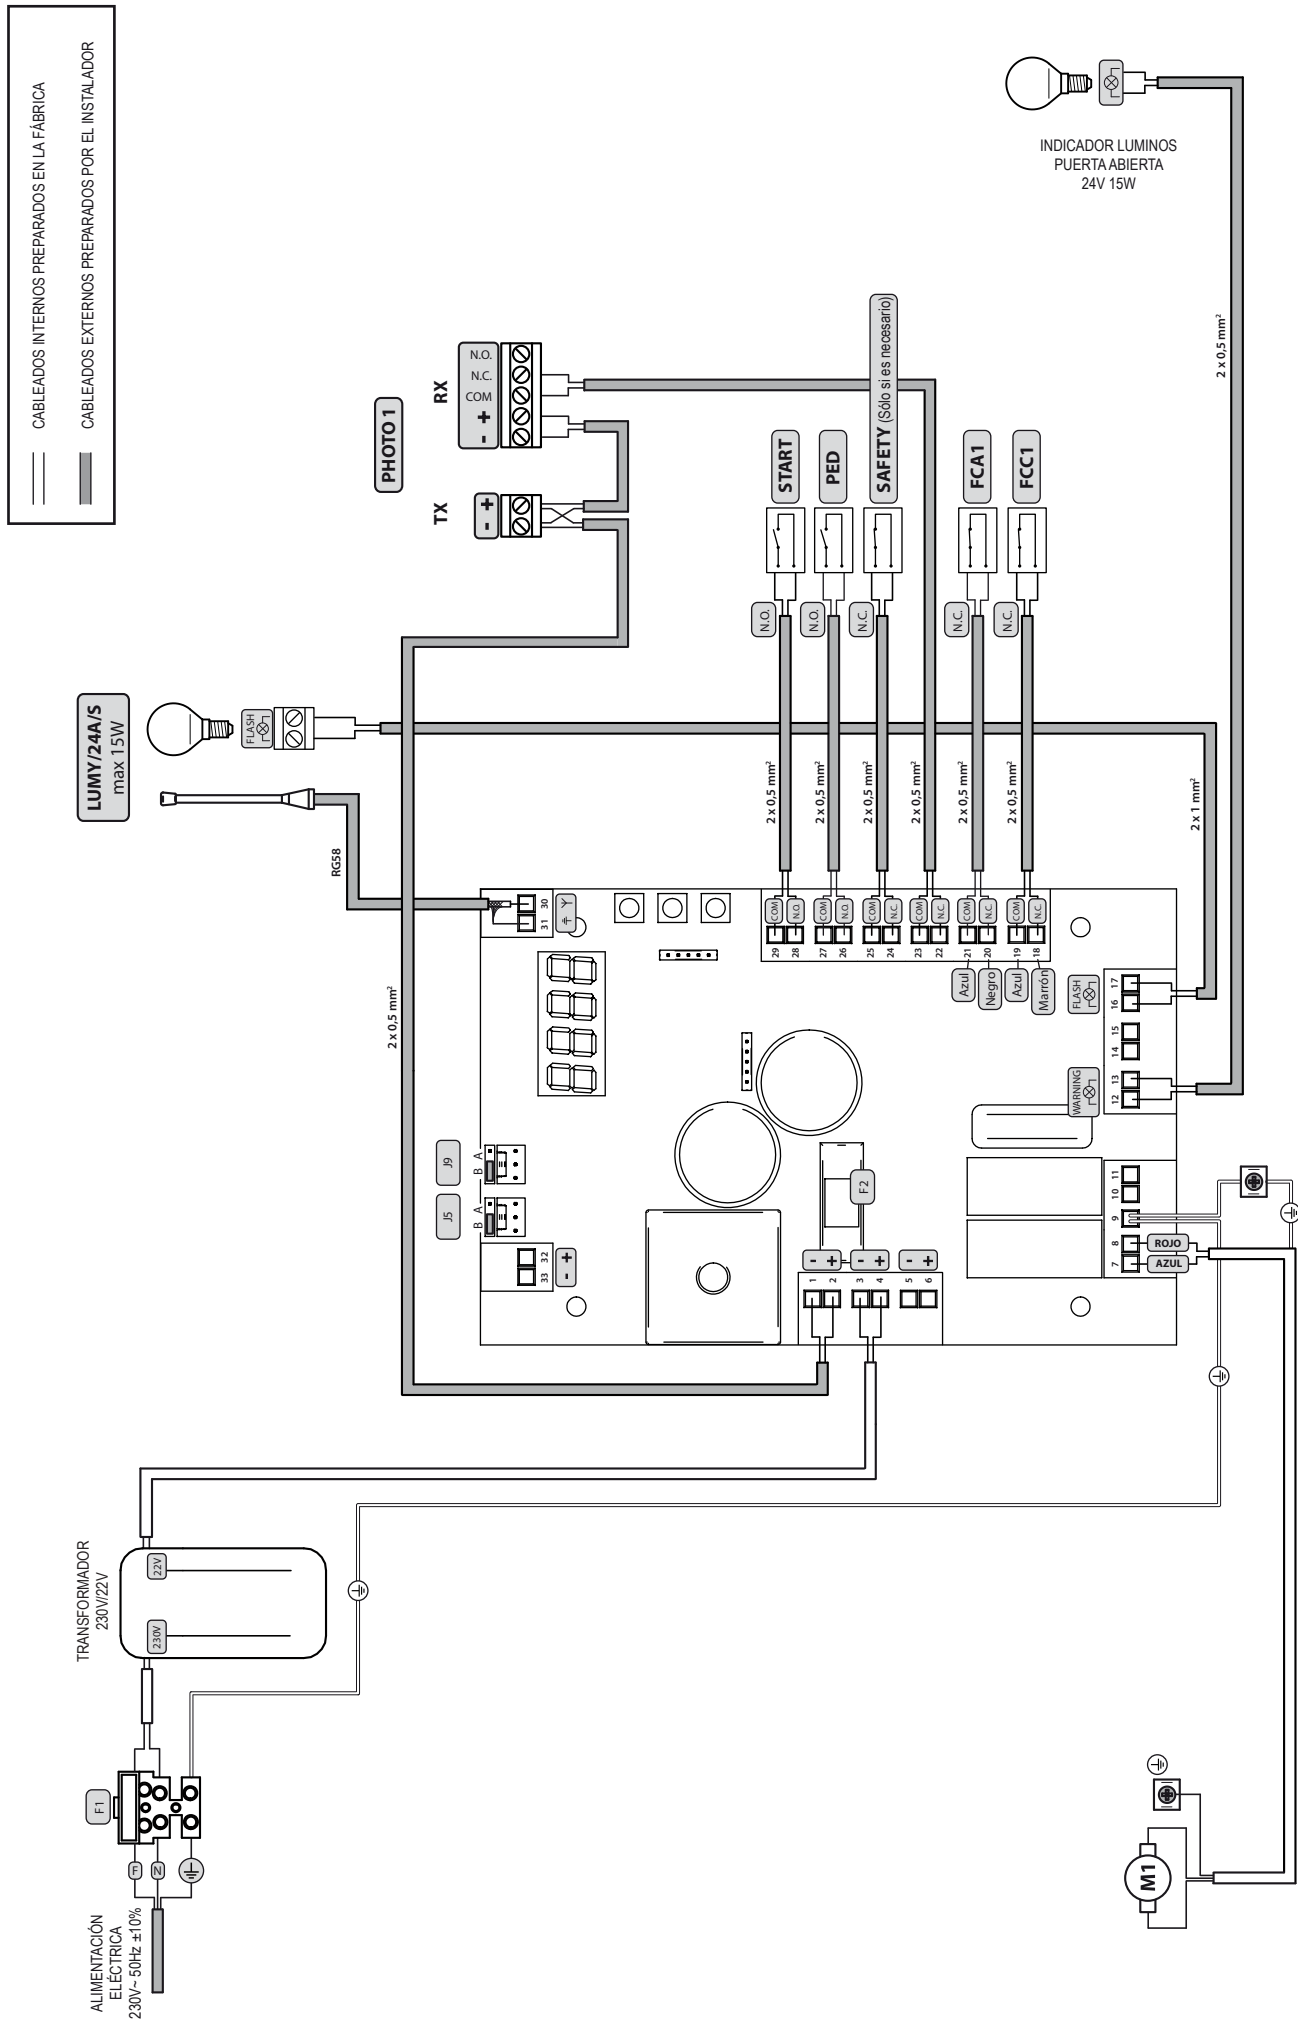 CABLEADOS INTERNOS PREPARADOS EN LA FÁBRICA
CABLEADOS EXTERNOS PREPARADOS POR EL INSTALADOR
ALIMENTACIÓN
ELÉCTRICA
230V~ 50Hz ±10%
F
N
F1
TRANSFORMADOR
230V/22V
230V
22V
2 x 0,5 mm²
RG58
LUMY/24A/S
max 15W
FLASH
PHOTO 1
TX
- +
RX
- + COM N.C. N.O.
J5
B A
J9
B A
33 32
- +
31 30
F2
1 - 
2 +
3 -
4 +
5 -
6 +
29 COM
28 N.O.
2 x 0,5 mm²
N.O.
START
27 COM
26 N.O.
2 x 0,5 mm²
N.O.
PED
25 COM
24 N.C.
2 x 0,5 mm²
N.C.
SAFETY (Sólo si es necesario)
23 COM
22 N.C.
Azul 21 COM
Negro 20 N.C.
2 x 0,5 mm²
N.C.
FCA1
Azul 19 COM
Marrón 18 N.C.
2 x 0,5 mm²
N.C.
FCC1
WARNING
FLASH
7 8 9 10 11
12 13 14 15 16 17
AZUL ROJO
2 x 1 mm²
2 x 0,5 mm²
M1
INDICADOR LUMINOS
PUERTA ABIERTA
24V 15W